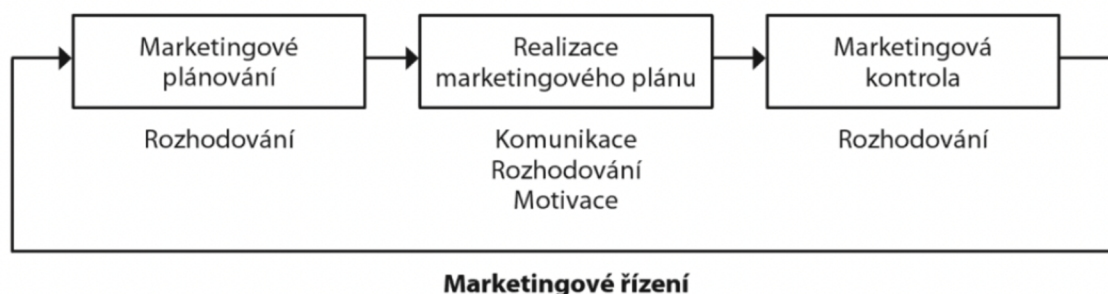 Marketingové
plánování
Realizace
marketingového plánu
Marketingová
kontrola
Rozhodování
Komunikace
Rozhodování
Motivace
Rozhodování
Marketingové řízení